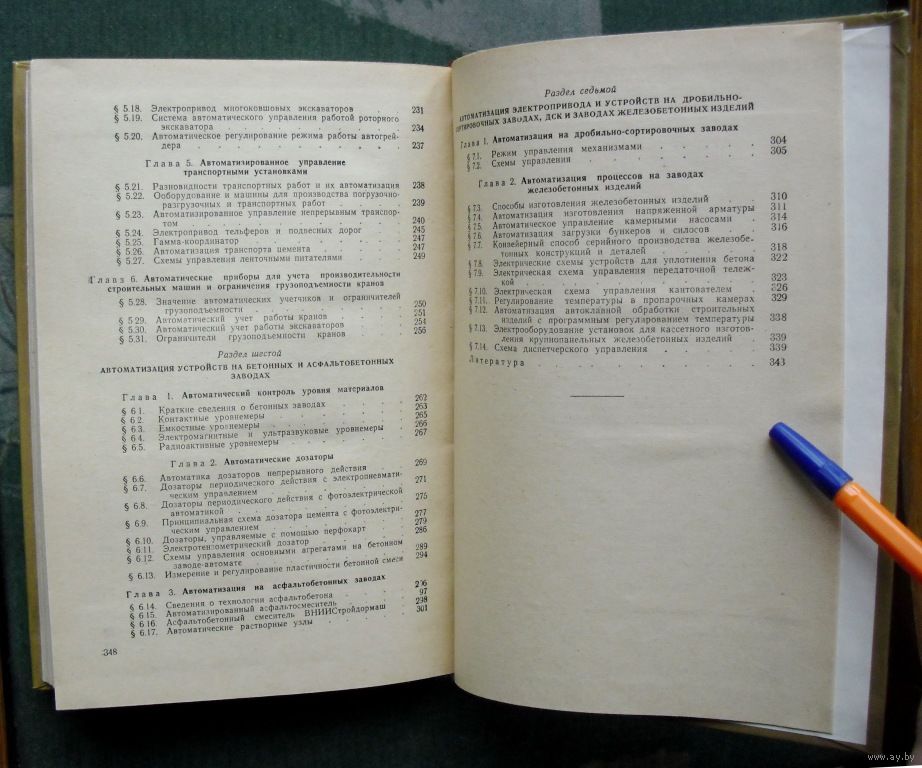 § 5.18. Электропривод многоковшовых экскаваторов . . . . 231
§ 5.19. Система автоматического управления работой роторного
экскаватора . . . . . . . . 234
§ 5.20. Автоматическое регулирование режима работы автогрей-
дера . . . . . . . . 237
Глава 5. Автоматизированное управление
транспортными установками
§ 5.21. Разновидности транспортных работ и их автоматизация 238
§ 5.22. Ооборудование и машины для производства погрузочно-
разгрузочных и транспортных работ . . . . 239
§ 5.23. Автоматизированное управление непрерывным транспор-
том . . . . . . . . 240
§ 5.24. Электропривод тельферов и подвесных дорог . . 245
§ 5.25. Гамма-координатор . . . . . . 247
§ 5.26. Автоматизация транспорта цемента . . . . 247
§ 5.27. Схемы управления ленточными питателями . . . 249
Глава 6. Автоматические приборы для учета производительности
строительных машин и ограничения грузоподъемности кранов
§ 5.28. Значение автоматических учетчиков и ограничителей
грузоподъемности . . . . . . . 250
§ 5.29. Автоматический учет работы кранов . . . . 251
§ 5.30. Автоматический учет работы экскаваторов . . . 254
§ 5.31. Ограничители грузоподъемности кранов . . . 256
Раздел шестой
АВТОМАТИЗАЦИЯ УСТРОЙСТВ НА БЕТОННЫХ И АСФАЛЬТОБЕТОННЫХ
ЗАВОДАХ
Глава 1. Автоматический контроль уровня материалов
§ 6.1. Краткие сведения о бетонных заводах . . . . 262
§ 6.2. Контактные уровнемеры . . . . . . 263
§ 6.3. Емкостные уровнемеры . . . . . . 265
§ 6.4. Электромагнитные и ультразвуковые уровнемеры . . 266
§ 6.5. Радиоактивные уровнемеры . . . . . 267
Глава 2. Автоматические дозаторы
§ 6.6. Автоматика дозаторов непрерывного действия . . 269
§ 6.7. Дозаторы периодического действия с электропневмати-
ческим управлением . . . . . . . 271
§ 6.8. Дозаторы периодического действия с фотоэлектрической
автоматикой . . . . . . . 275
§ 6.9. Принципиальная схема дозатора цемента с фотоэлектри-
ческим управлением . . . . . . . 277
§ 6.10. Дозаторы, управляемые с помощью перфокарт . . 279
§ 6.11. Электротензометрический дозатор . . . . 286
§ 6.12. Схемы управления основными агрегатами на бетонном
заводе-автомате . . . . . . . 289
§ 6.13. Измерение и регулирование пластичности бетонной смеси 294
Глава 3. Автоматизация на асфальтобетонных заводах
§ 6.14. Сведения о технологии асфальтобетона . . . . 296
§ 6.15. Автоматизированный асфальтосмеситель . . . 97
§ 6.16. Асфальтобетонный смеситель ВНИИСтройдормаш . . 298
§ 6.17. Автоматические растворные узлы . . . . 301
348
Раздел седьмой
АВТОМАТИЗАЦИЯ ЭЛЕКТРОПРИВОДА И УСТРОЙСТВ НА ДРОБИЛЬНО-
СОРТИРОВОЧНЫХ ЗАВОДАХ, ДСК И ЗАВОДАХ ЖЕЛЕЗОБЕТОННЫХ ИЗДЕЛИЙ
Глава 1. Автоматизация на дробильно-сортировочных заводах
§ 7.1. Режим управления механизмами . . . . . 304
§ 7.2. Схемы управления . . . . . . . 305
Глава 2. Автоматизация процессов на заводах
железобетонных изделий
§ 7.3. Способы изготовления железобетонных изделий . . 310
§ 7.4. Автоматизация изготовления напряженной арматуры 311
§ 7.5. Автоматическое управление камерными насосами . . 314
§ 7.6. Автоматизация загрузки бункеров и силосов . . . 316
§ 7.7. Конвейерный способ серийного производства железобе-
тонных конструкций и деталей . . . . . 318
§ 7.8. Электрические схемы устройств для уплотнения бетона 322
§ 7.9. Электрическая схема управления передаточной тележ-
кой . . . . . . . . 323
§ 7.10. Электрическая схема управления кантователем . . 326
§ 7.11. Регулирование температуры в пропарочных камерах 329
§ 7.12. Автоматизация автоклавной обработки строительных
изделий с программным регулированием температуры 338
§ 7.13. Электрооборудование установок для кассетного изготов-
ления крупнопанельных железобетонных изделий . . 339
§ 7.14. Схема диспетчерского управления . . . . . 339
Литература . . . . . . . . 343
www.ay.by